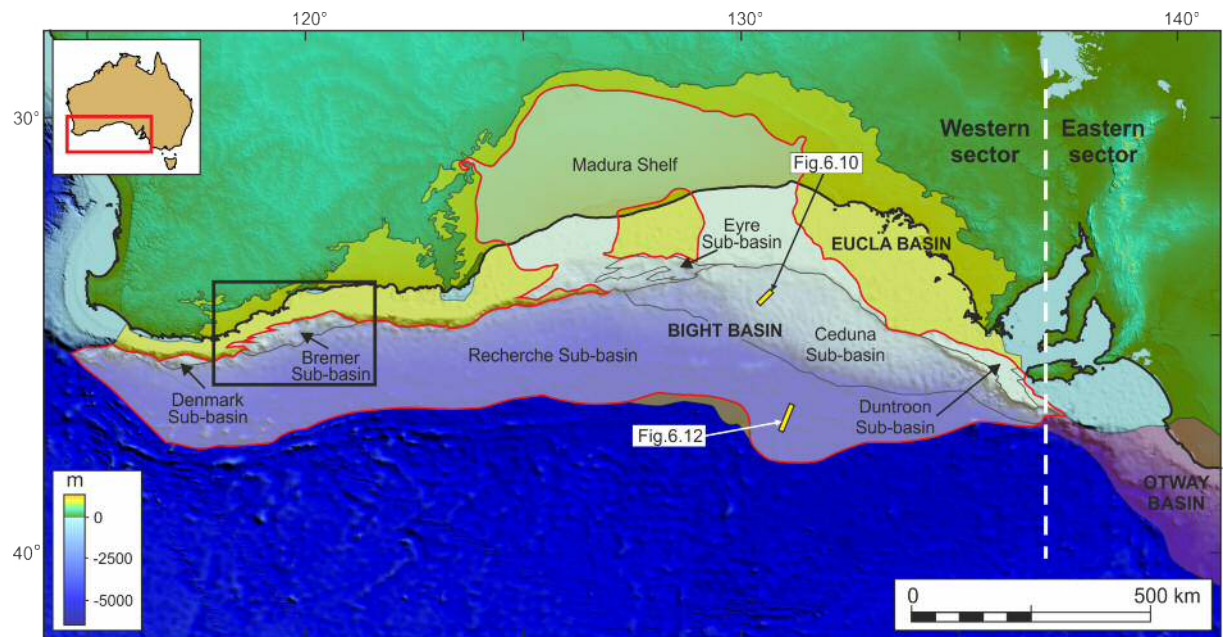 120°
130°
140°
30°
40°
Western
sector
Eastern
sector
Fig.6.10
Madura Shelf
Eyre
Sub-basin
EUCLA BASIN
BIGHT BASIN
Ceduna
Sub-basin
Recherche Sub-basin
Bremer
Sub-basin
Denmark
Sub-basin
Duntroon
Sub-basin
Fig.6.12
OTWAY
BASIN
m
0
-2500
-5000
0
500 km